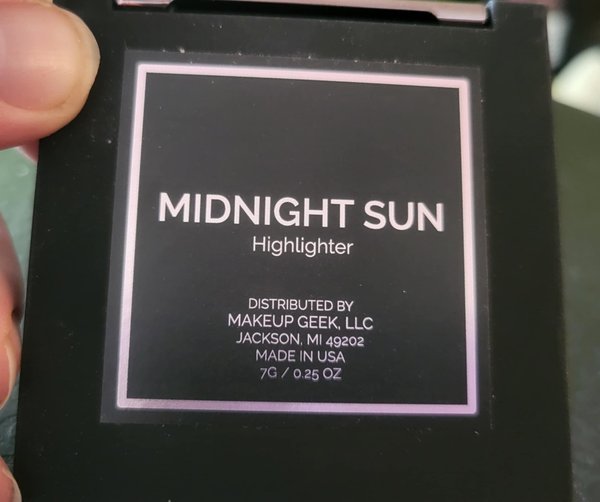 MIDNIGHT SUN
Highlighter
DISTRIBUTED BY
MAKEUP GEEK, LLC
JACKSON, MI 49202
MADE IN USA
7G / 0.25 OZ